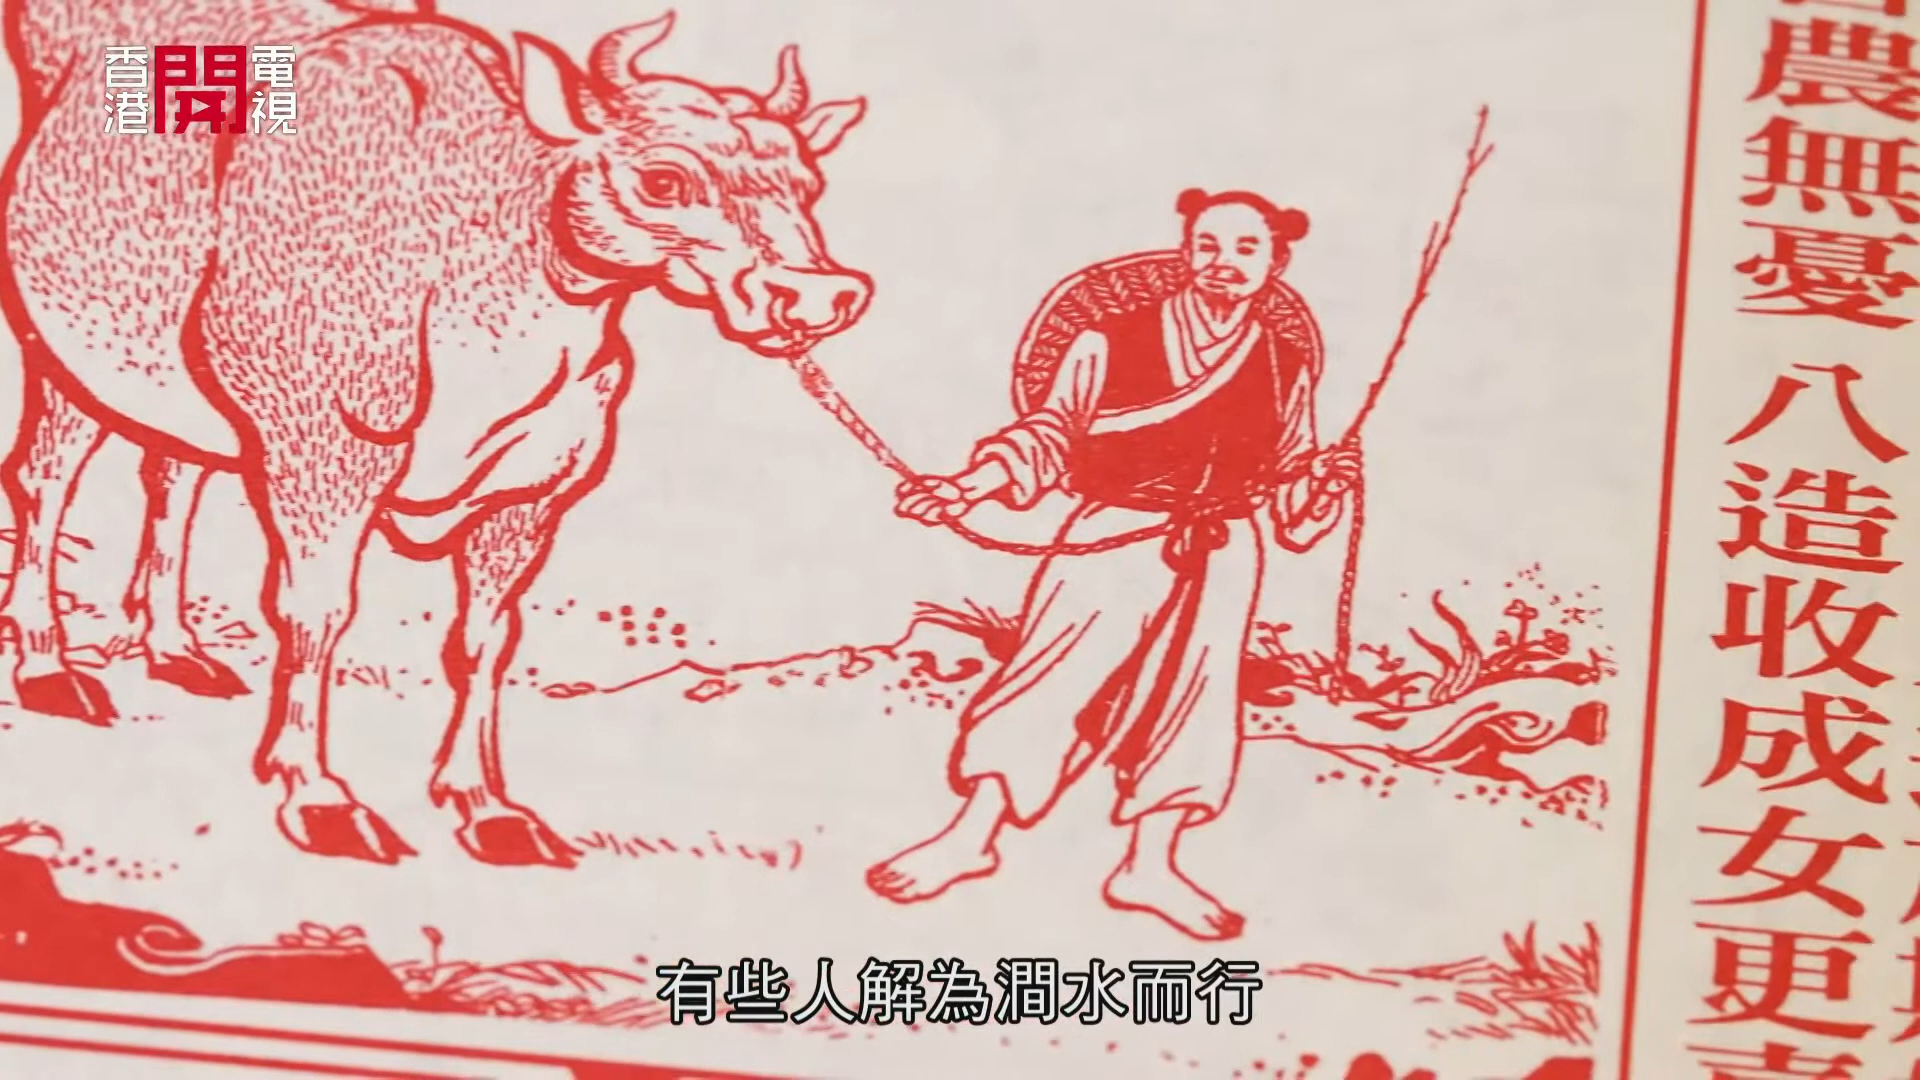 香港開電視
農無憂 八造收成女更
有些人解為澗水而行